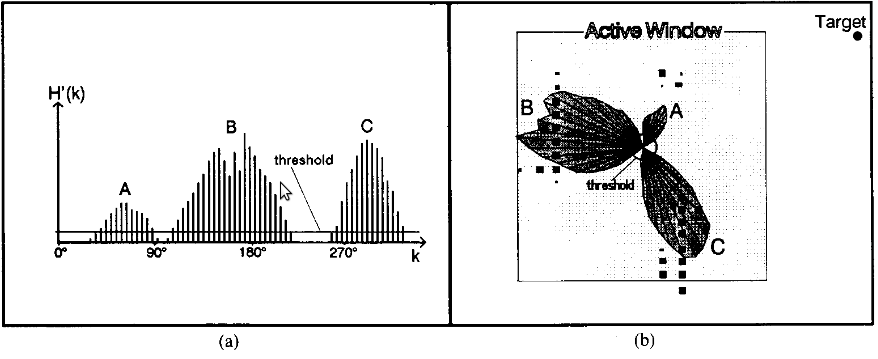 H'(k)
A
B
C
threshold
0°
90°
180°
270°
k
(a)
Active Window
Target
B
A
threshold
C
(b)